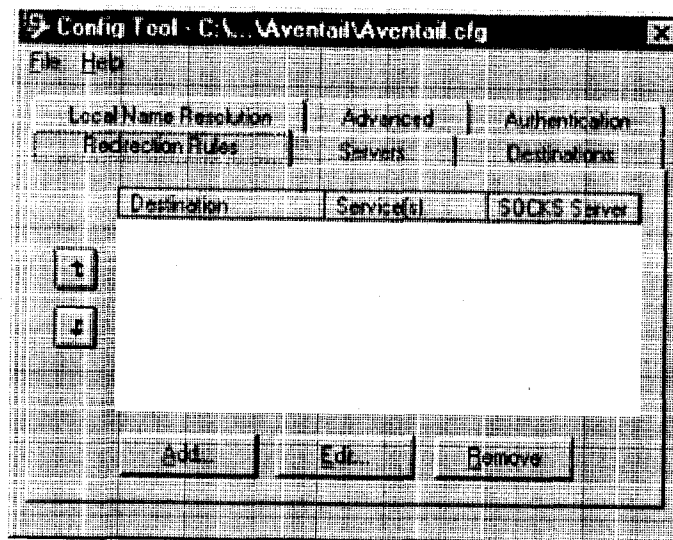 Config Tool - C:\...\Aventail\Aventail.cfg
File Help
Local Name Resolution Advanced Authentication
Redirection Rules Servers Destinations
Destination Service(s) SOCKS Server
Add... Edit... Remove